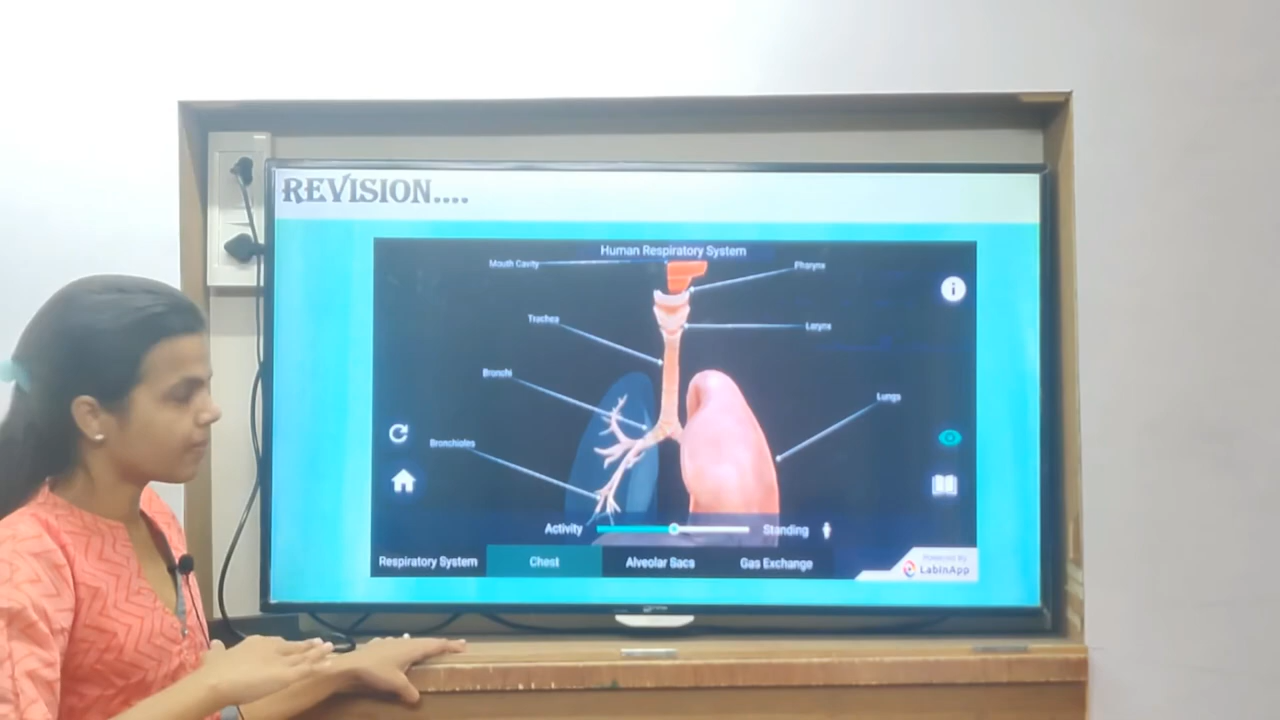 REVISION....
Human Respiratory System
Mouth Cavity
Pharynx
Trachea
Larynx
Bronchi
Lungs
Bronchioles
Activity
Standing
Respiratory System
Chest
Alveolar Sacs
Gas Exchange
Powered By
LabInApp